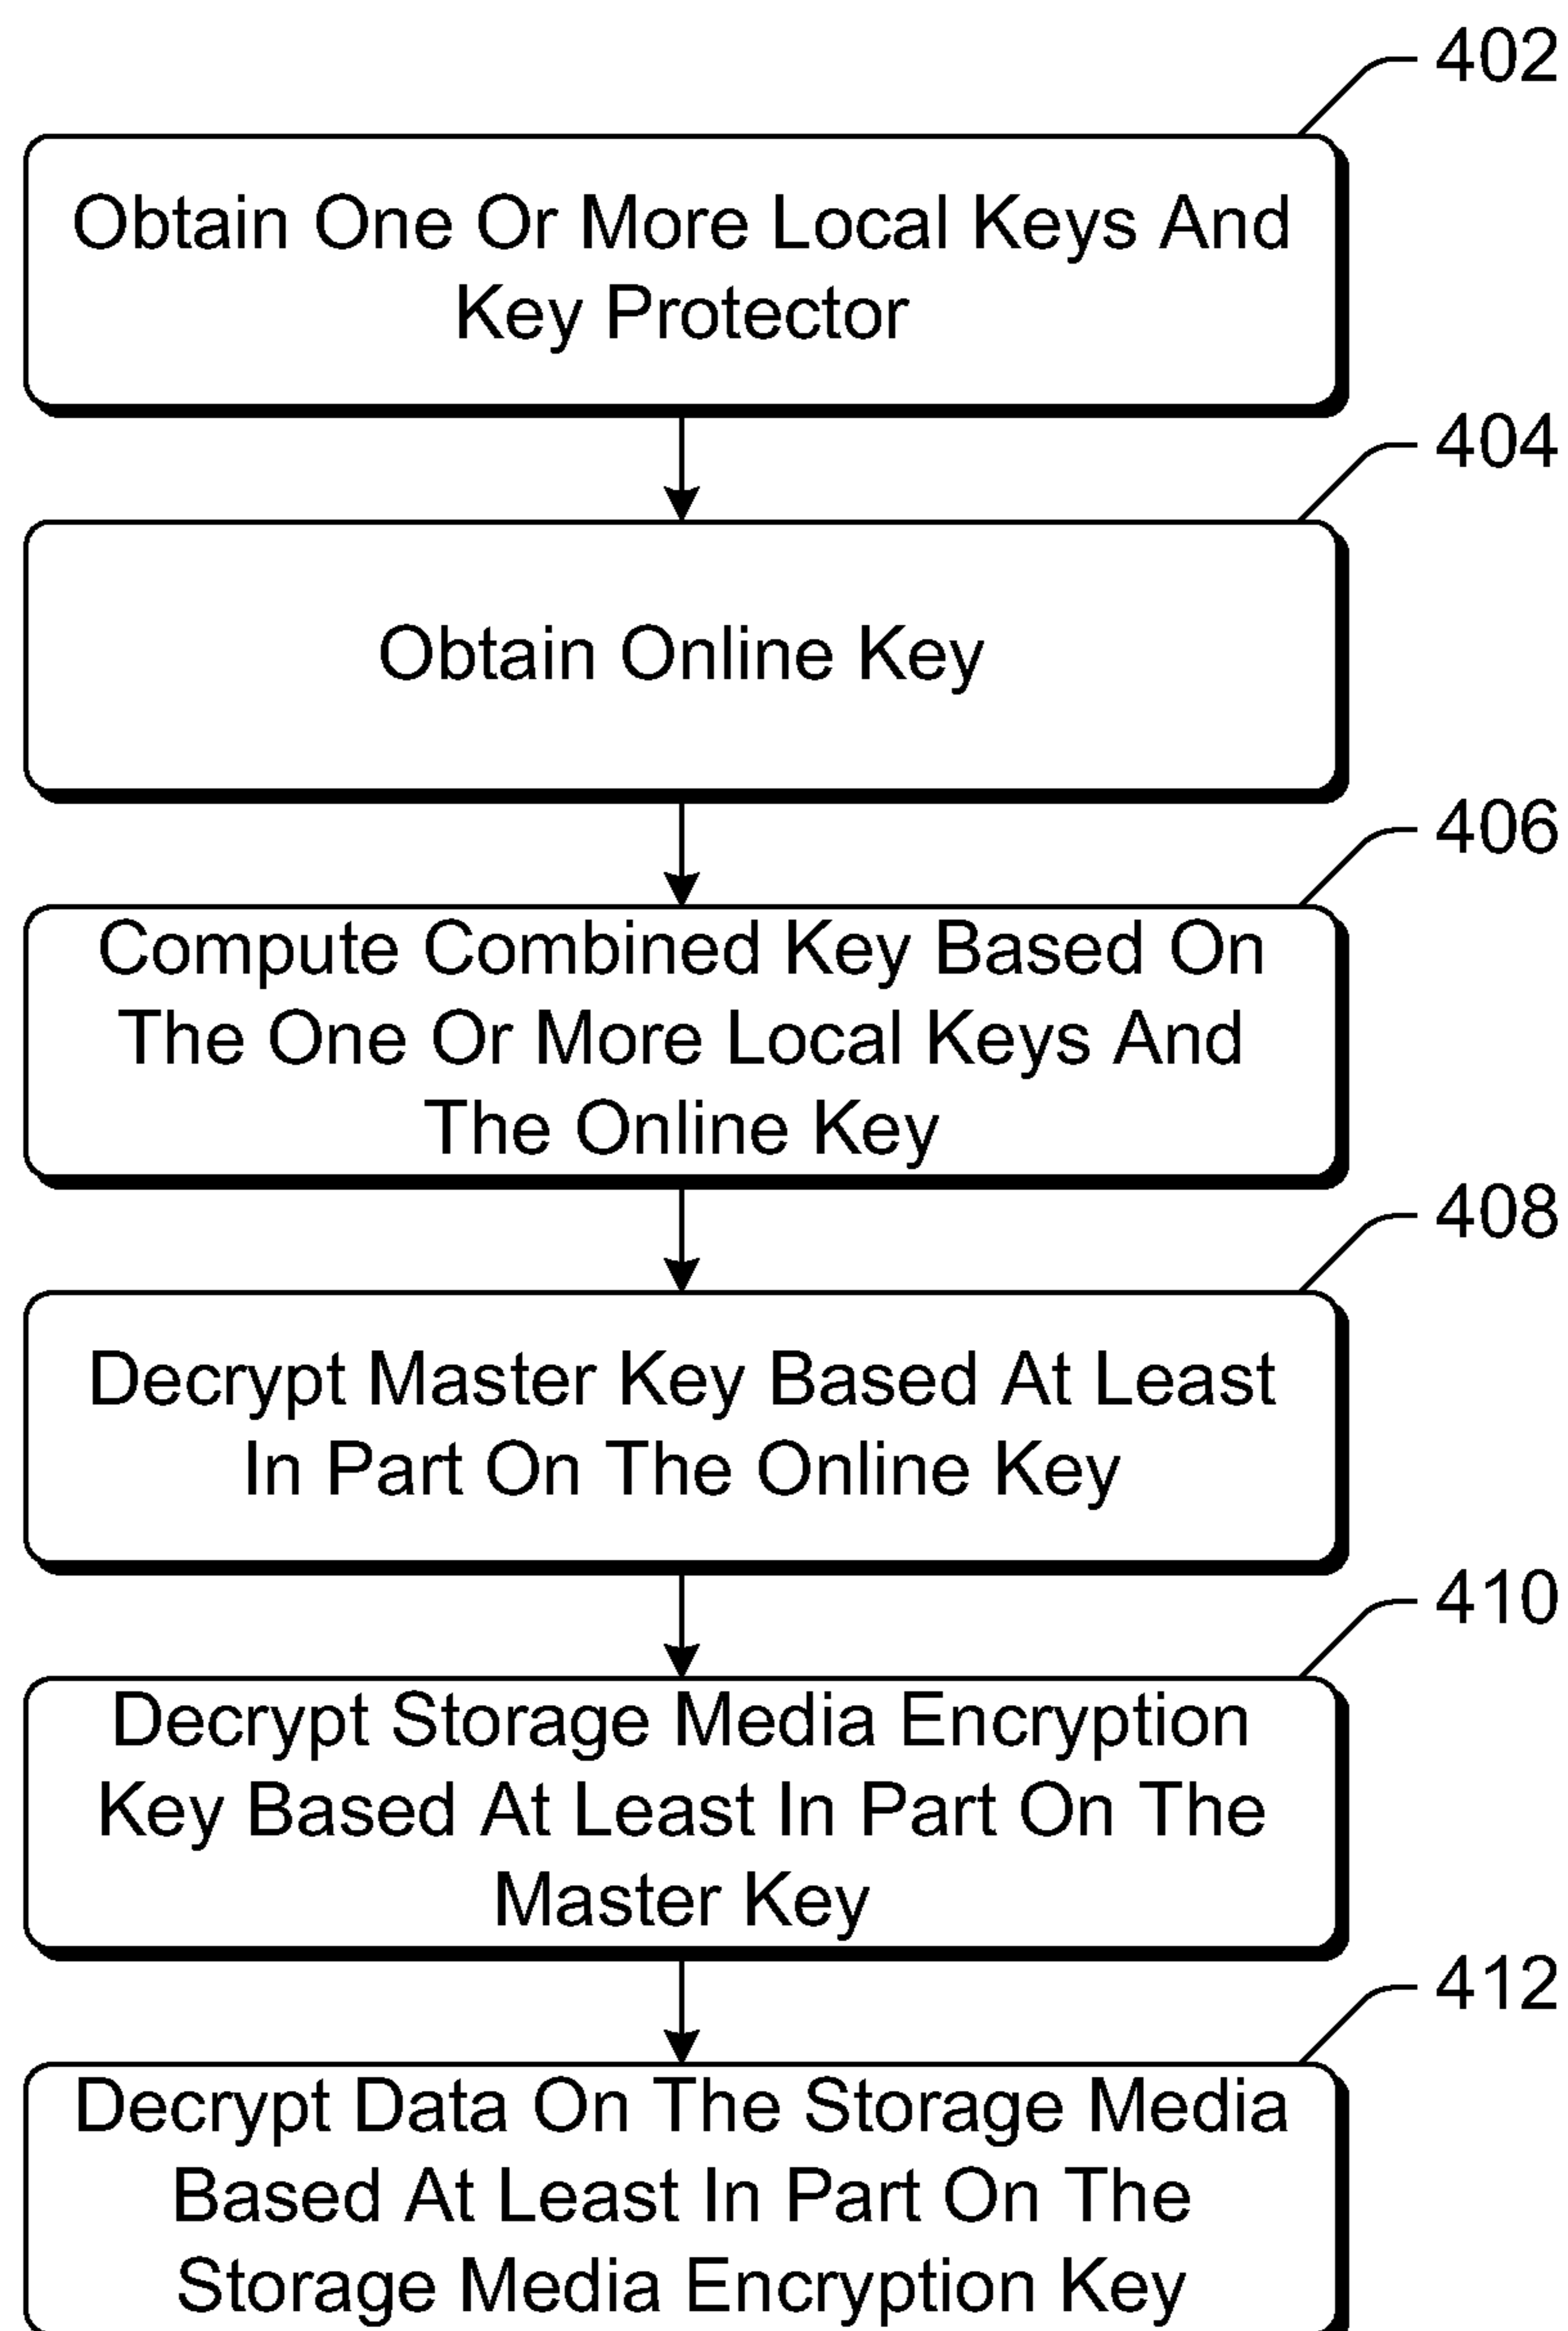 402
Obtain One Or More Local Keys And
Key Protector
404
Obtain Online Key
406
Compute Combined Key Based On
The One Or More Local Keys And
The Online Key
408
Decrypt Master Key Based At Least
In Part On The Online Key
410
Decrypt Storage Media Encryption
Key Based At Least In Part On The
Master Key
412
Decrypt Data On The Storage Media
Based At Least In Part On The
Storage Media Encryption Key